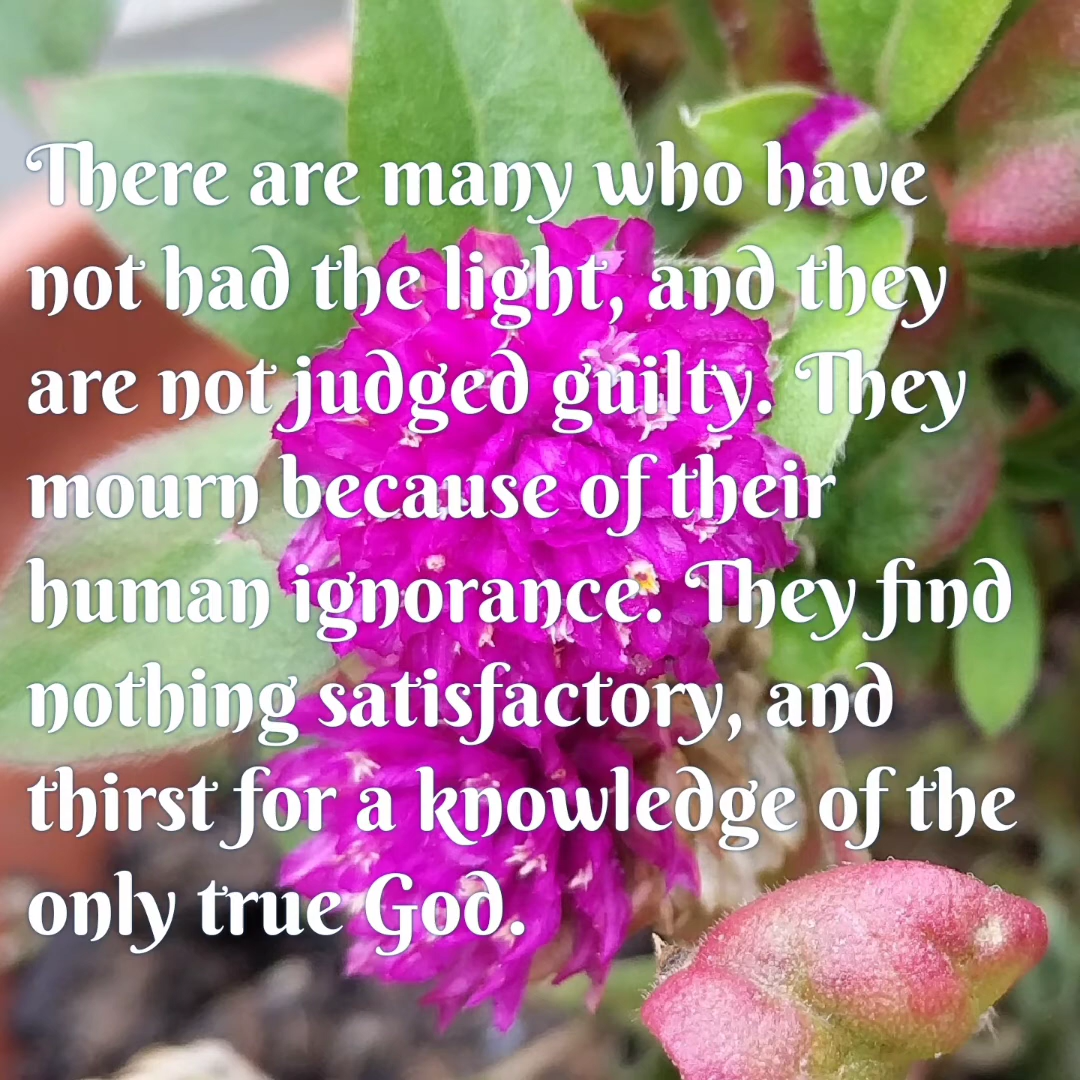 There are many who have
not had the light, and they
are not judged guilty. They
mourn because of their
human ignorance. They find
nothing satisfactory, and
thirst for a knowledge of the
only true God.